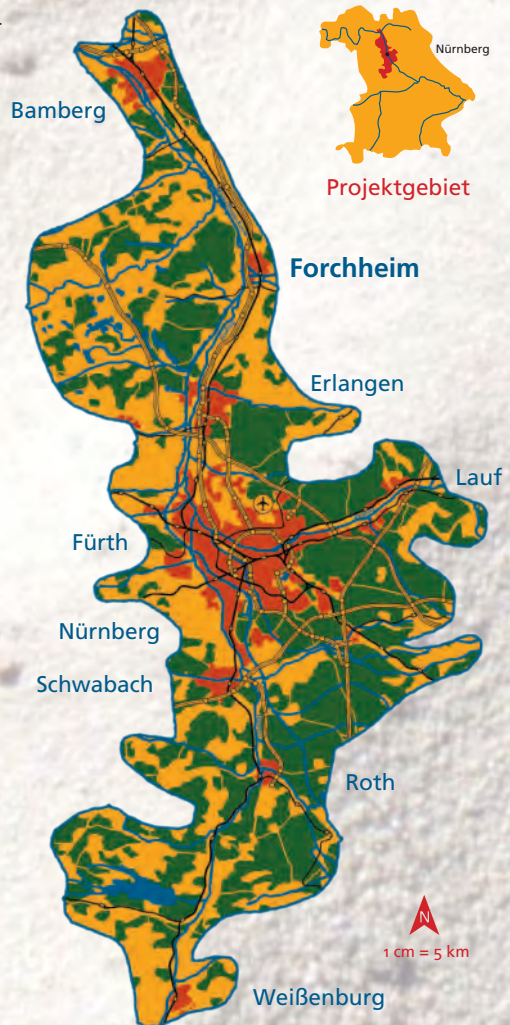 Nürnberg
Bamberg
Projektgebiet
Forchheim
Erlangen
Lauf
Fürth
Nürnberg
Schwabach
Roth
N
1 cm = 5 km
Weißenburg